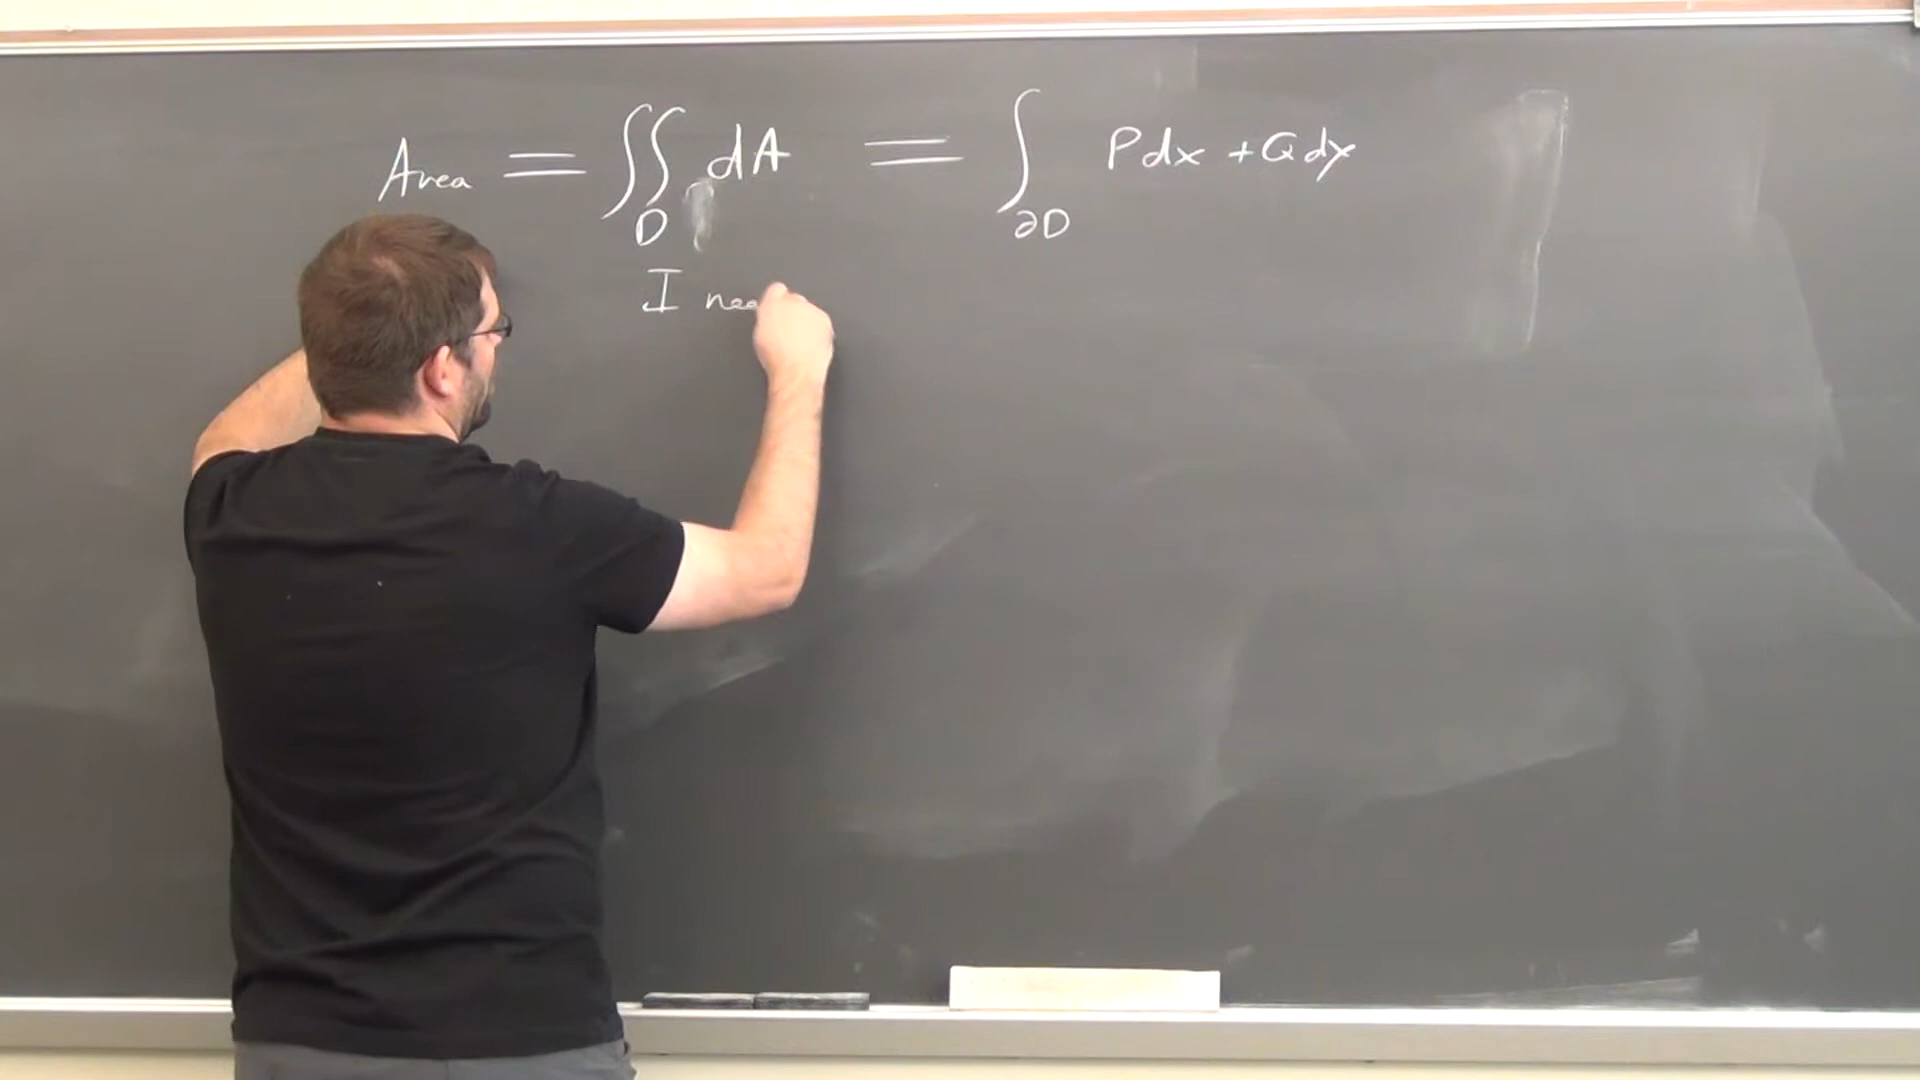 Area = ∬_D dA = ∫_∂D Pdx + Qdy
I nee